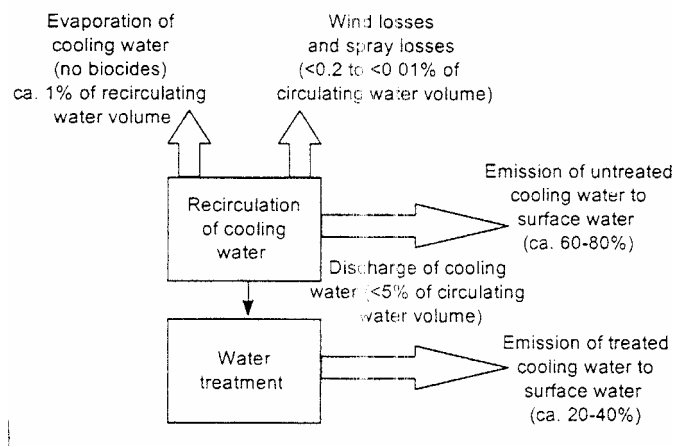 Evaporation of
cooling water
(no biocides)
ca. 1% of recirculating
water volume
Wind losses
and spray losses
(<0.2 to <0 01% of
circulating water volume)
Recirculation
of cooling
water
Emission of untreated
cooling water to
surface water
(ca. 60-80%)
Discharge of cooling
water (<5% of circulating
water volume)
Water
treatment
Emission of treated
cooling water to
surface water
(ca. 20-40%)